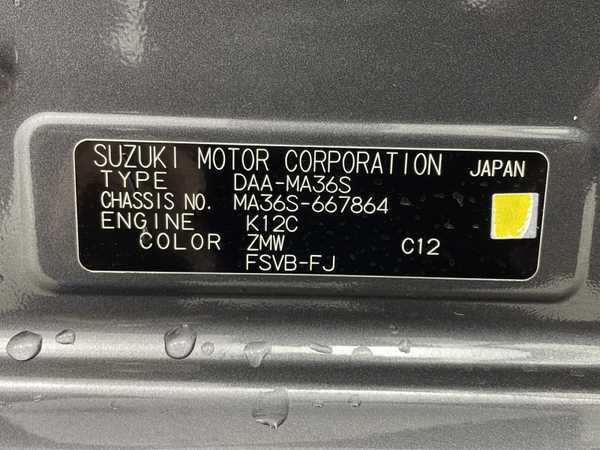 SUZUKI MOTOR CORPORATION JAPAN
TYPE DAA-MA36S
CHASSIS NO. MA36S-667864
ENGINE K12C
COLOR ZMW C12
FSVB-FJ